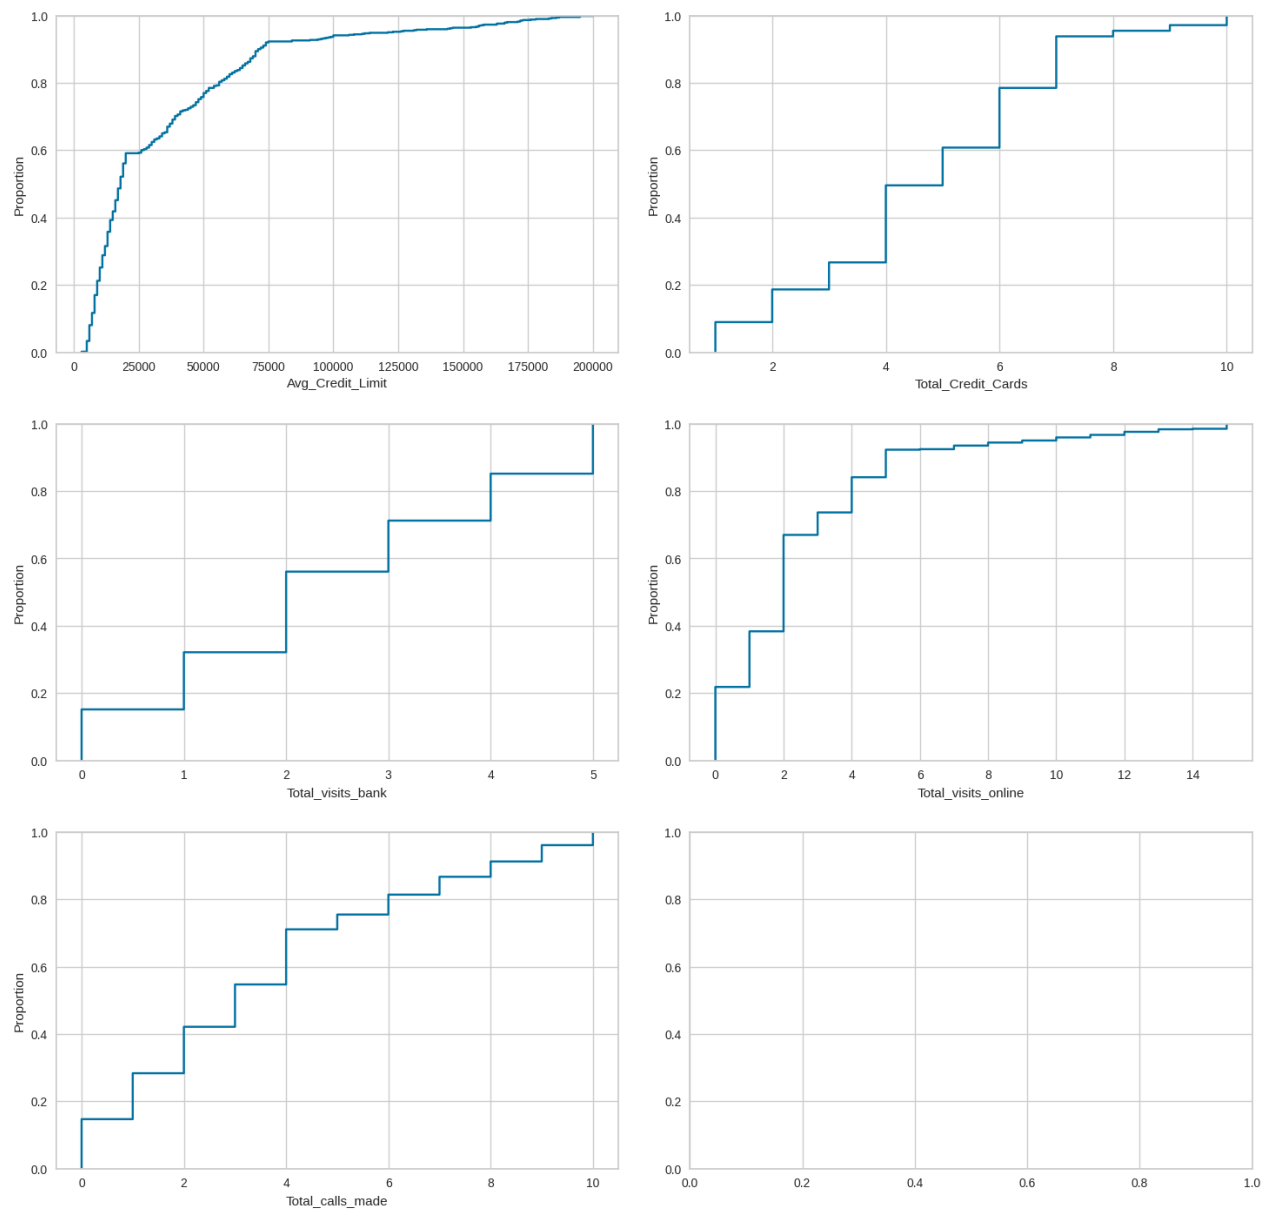 1.0
0.8
0.6
0.4
0.2
0.0
Proportion
0 25000 50000 75000 100000 125000 150000 175000 200000
Avg_Credit_Limit
1.0
0.8
0.6
0.4
0.2
0.0
Proportion
2 4 6 8 10
Total_Credit_Cards
1.0
0.8
0.6
0.4
0.2
0.0
Proportion
0 1 2 3 4 5
Total_visits_bank
1.0
0.8
0.6
0.4
0.2
0.0
Proportion
0 2 4 6 8 10 12 14
Total_visits_online
1.0
0.8
0.6
0.4
0.2
0.0
Proportion
0 2 4 6 8 10
Total_calls_made
1.0
0.8
0.6
0.4
0.2
0.0
0.0 0.2 0.4 0.6 0.8 1.0